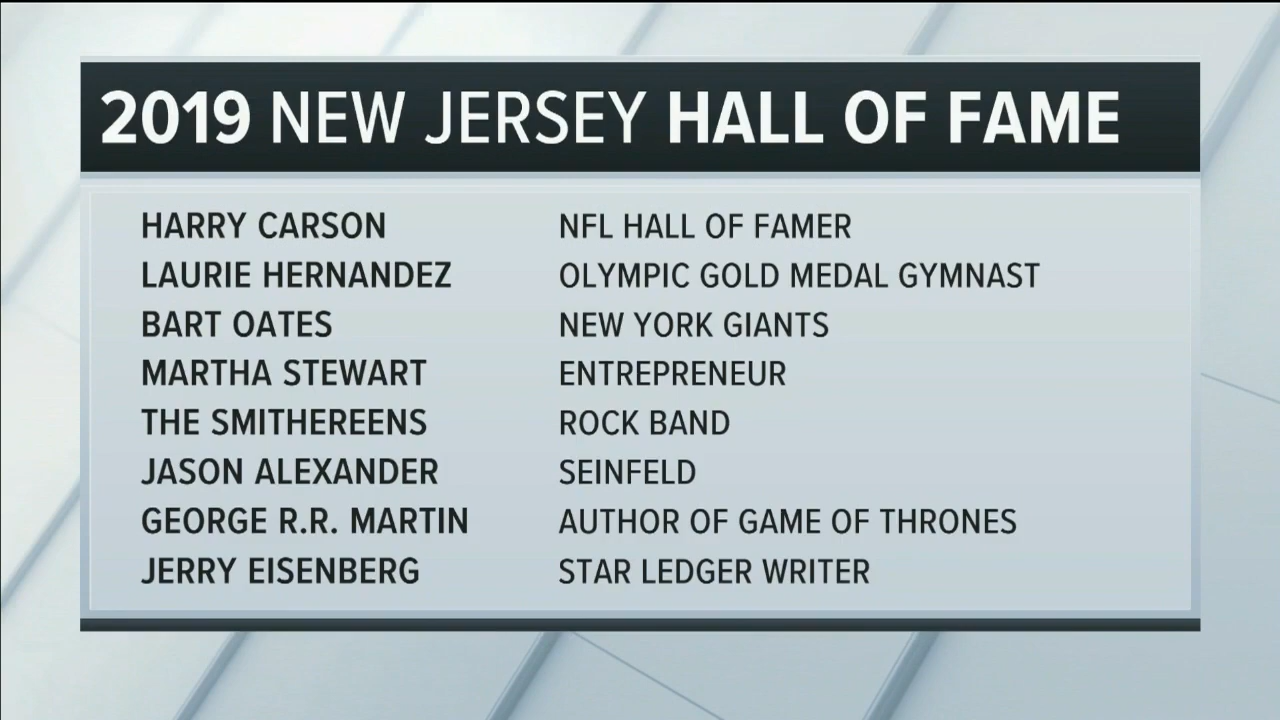 2019 NEW JERSEY HALL OF FAME
HARRY CARSON NFL HALL OF FAMER
LAURIE HERNANDEZ OLYMPIC GOLD MEDAL GYMNAST
BART OATES NEW YORK GIANTS
MARTHA STEWART ENTREPRENEUR
THE SMITHEREENS ROCK BAND
JASON ALEXANDER SEINFELD
GEORGE R.R. MARTIN AUTHOR OF GAME OF THRONES
JERRY EISENBERG STAR LEDGER WRITER